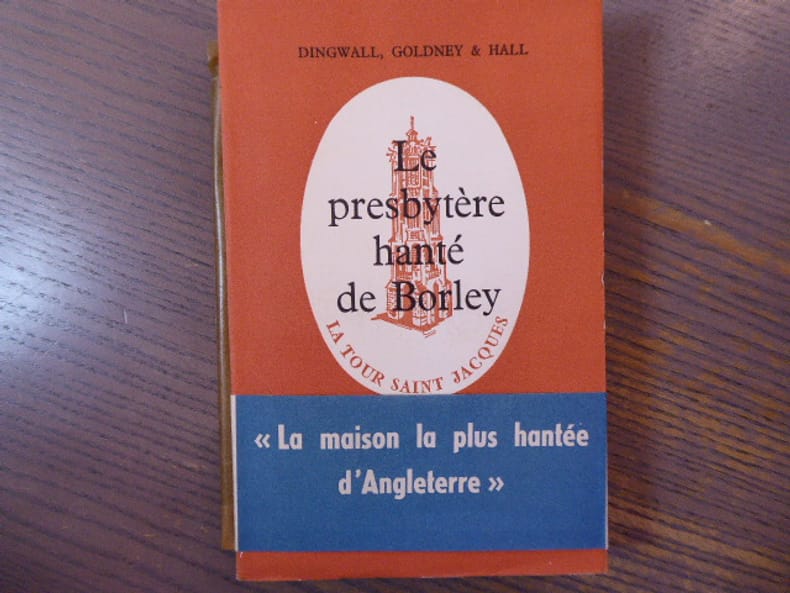 DINGWALL, GOLDNEY & HALL
Le
presbytère
hanté
de Borley
LA TOUR SAINT JACQUES
« La maison la plus hantée
d'Angleterre »